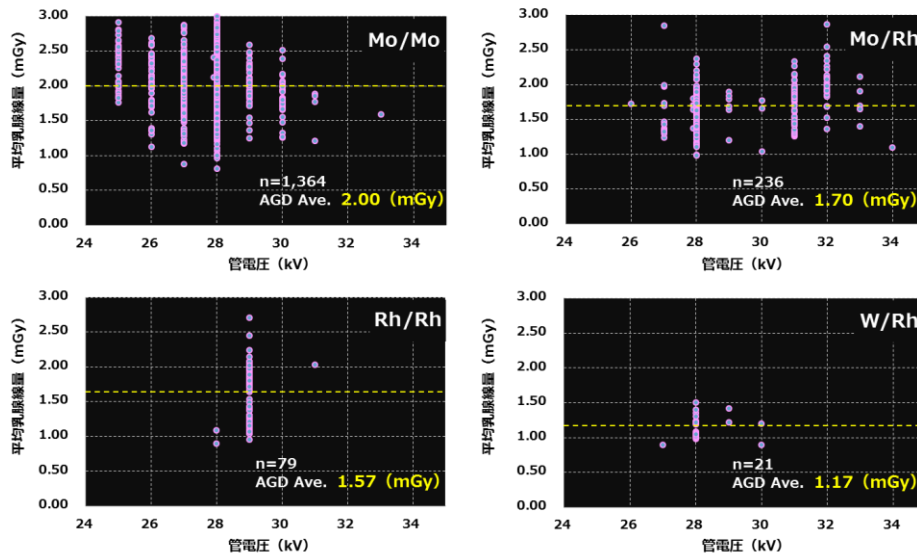 平均乳腺線量（mGy）
3.00
2.50
2.00
1.50
1.00
0.50
0.00
Mo/Mo
n=1,364
AGD Ave. 2.00（mGy）
24 26 28 30 32 34
管電圧（kV）
平均乳腺線量（mGy）
3.00
2.50
2.00
1.50
1.00
0.50
0.00
Mo/Rh
n=236
AGD Ave. 1.70（mGy）
24 26 28 30 32 34
管電圧（kV）
平均乳腺線量（mGy）
3.00
2.50
2.00
1.50
1.00
0.50
0.00
Rh/Rh
n=79
AGD Ave. 1.57（mGy）
24 26 28 30 32 34
管電圧（kV）
平均乳腺線量（mGy）
3.00
2.50
2.00
1.50
1.00
0.50
0.00
W/Rh
n=21
AGD Ave. 1.17（mGy）
24 26 28 30 32 34
管電圧（kV）